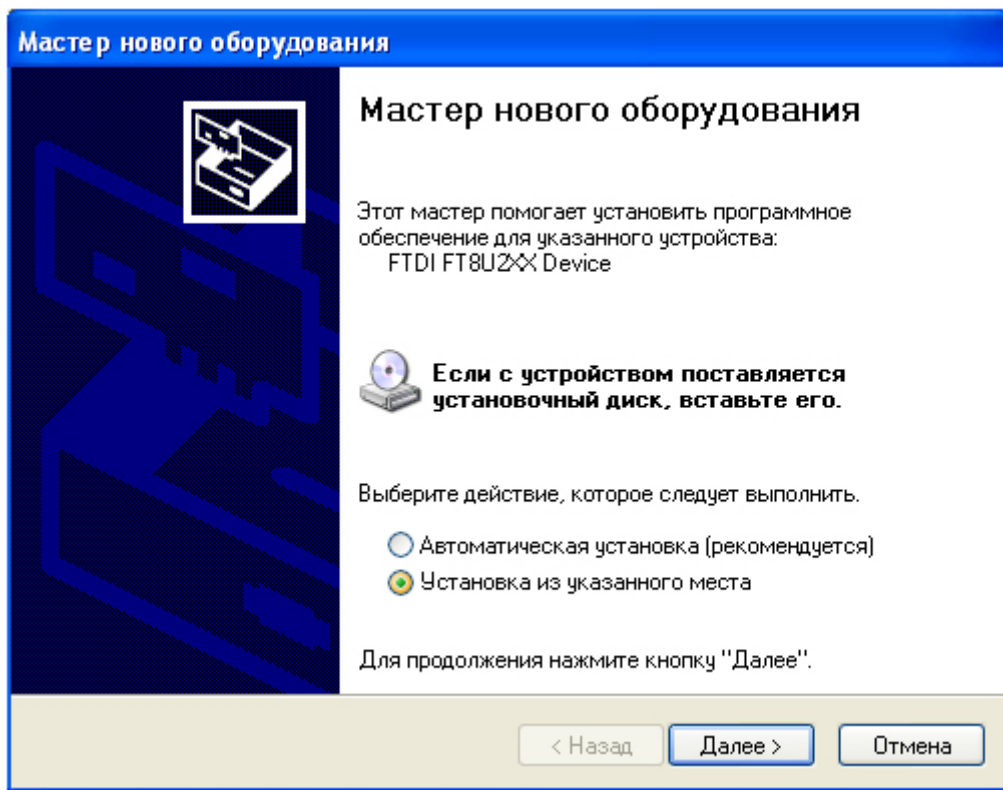 Мастер нового оборудования
Мастер нового оборудования
Этот мастер помогает установить программное
обеспечение для указанного устройства:
FTDI FT8U2XX Device
Если с устройством поставляется
установочный диск, вставьте его.
Выберите действие, которое следует выполнить.
Автоматическая установка (рекомендуется)
Установка из указанного места
Для продолжения нажмите кнопку "Далее".
< Назад Далее > Отмена